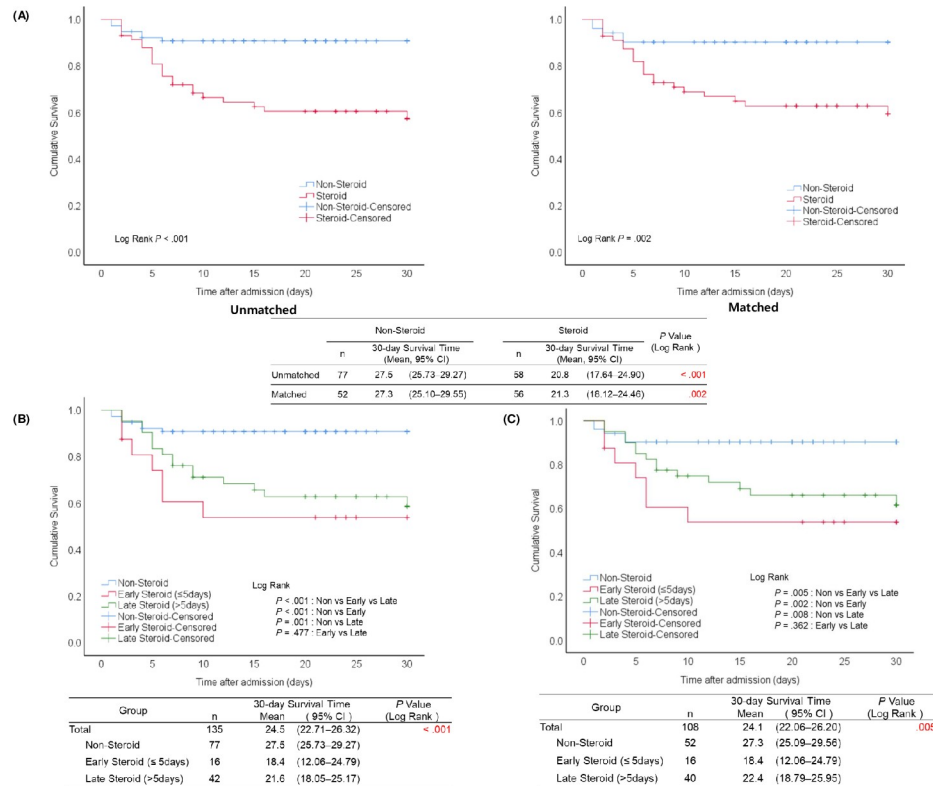 (A)
1.0
0.8
0.6
0.4
0.2
0.0
Cumulative Survival
Non-Steroid
Steroid
Non-Steroid-Censored
Steroid-Censored
Log Rank P < .001
0 5 10 15 20 25 30
Time after admission (days)
Unmatched
1.0
0.8
0.6
0.4
0.2
0.0
Cumulative Survival
Non-Steroid
Steroid
Non-Steroid-Censored
Steroid-Censored
Log Rank P = .002
0 5 10 15 20 25 30
Time after admission (days)
Matched
Non-Steroid Steroid P Value (Log Rank )
n 30-day Survival Time (Mean, 95% CI) n 30-day Survival Time (Mean, 95% CI)
Unmatched 77 27.5 (25.73–29.27) 58 20.8 (17.64–24.90) < .001
Matched 52 27.3 (25.10–29.55) 56 21.3 (18.12–24.46) .002
(B)
1.0
0.8
0.6
0.4
0.2
0.0
Cumulative Survival
Non-Steroid
Early Steroid (≤5days)
Late Steroid (>5days)
Non-Steroid-Censored
Early Steroid-Censored
Late Steroid-Censored
Log Rank
P < .001 : Non vs Early vs Late
P < .001 : Non vs Early
P = .001 : Non vs Late
P = .477 : Early vs Late
0 5 10 15 20 25 30
Time after admission (days)
Group n 30-day Survival Time P Value
Mean ( 95% CI ) (Log Rank )
Total 135 24.5 (22.71–26.32) < .001
Non-Steroid 77 27.5 (25.73–29.27)
Early Steroid (≤ 5days) 16 18.4 (12.06–24.79)
Late Steroid (>5days) 42 21.6 (18.05–25.17)
(C)
1.0
0.8
0.6
0.4
0.2
0.0
Cumulative Survival
Non-Steroid
Early Steroid (≤5days)
Late Steroid (>5days)
Non-Steroid-Censored
Early Steroid-Censored
Late Steroid-Censored
Log Rank
P = .005 : Non vs Early vs Late
P = .002 : Non vs Early
P = .008 : Non vs Late
P = .362 : Early vs Late
0 5 10 15 20 25 30
Time after admission (days)
Group n 30-day Survival Time P Value
Mean ( 95% CI ) (Log Rank )
Total 108 24.1 (22.06–26.20) .005
Non-Steroid 52 27.3 (25.09–29.56)
Early Steroid (≤ 5days) 16 18.4 (12.06–24.79)
Late Steroid (>5days) 40 22.4 (18.79–25.95)